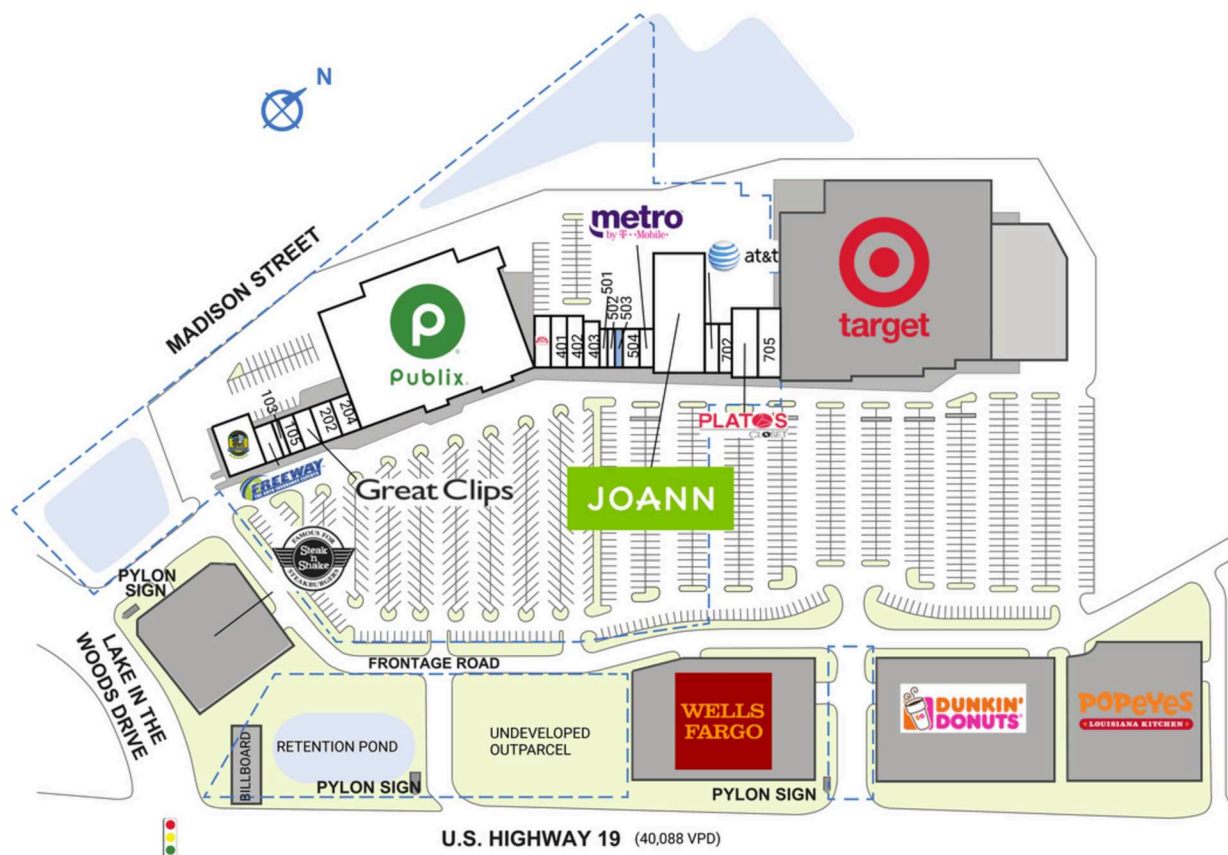 N
MADISON STREET
metro
by T-Mobile
at&t
target
Publix
501
502
503
401
402
403
504
702
705
103
105
202
204
PLATO'S
CLOSET
FREEWAY
Great Clips
JOANN
FAMOUS FOR
Steak
n
Shake
STEAKBURGERS
PYLON
SIGN
LAKE IN THE
WOODS DRIVE
FRONTAGE ROAD
BILLBOARD
RETENTION POND
PYLON SIGN
UNDEVELOPED
OUTPARCEL
WELLS
FARGO
PYLON SIGN
DUNKIN'
DONUTS
POPEYES
LOUISIANA KITCHEN
U.S. HIGHWAY 19 (40,088 VPD)